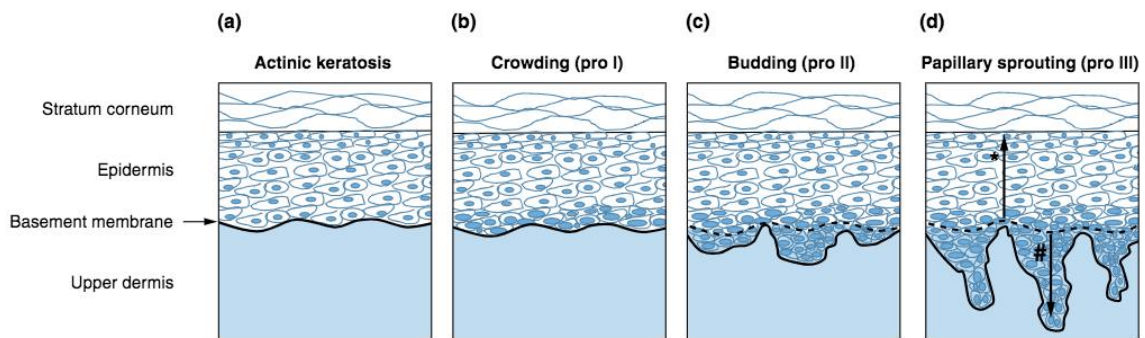 (a)
Actinic keratosis
(b)
Crowding (pro I)
(c)
Budding (pro II)
(d)
Papillary sprouting (pro III)
Stratum corneum
Epidermis
Basement membrane
Upper dermis
*
#